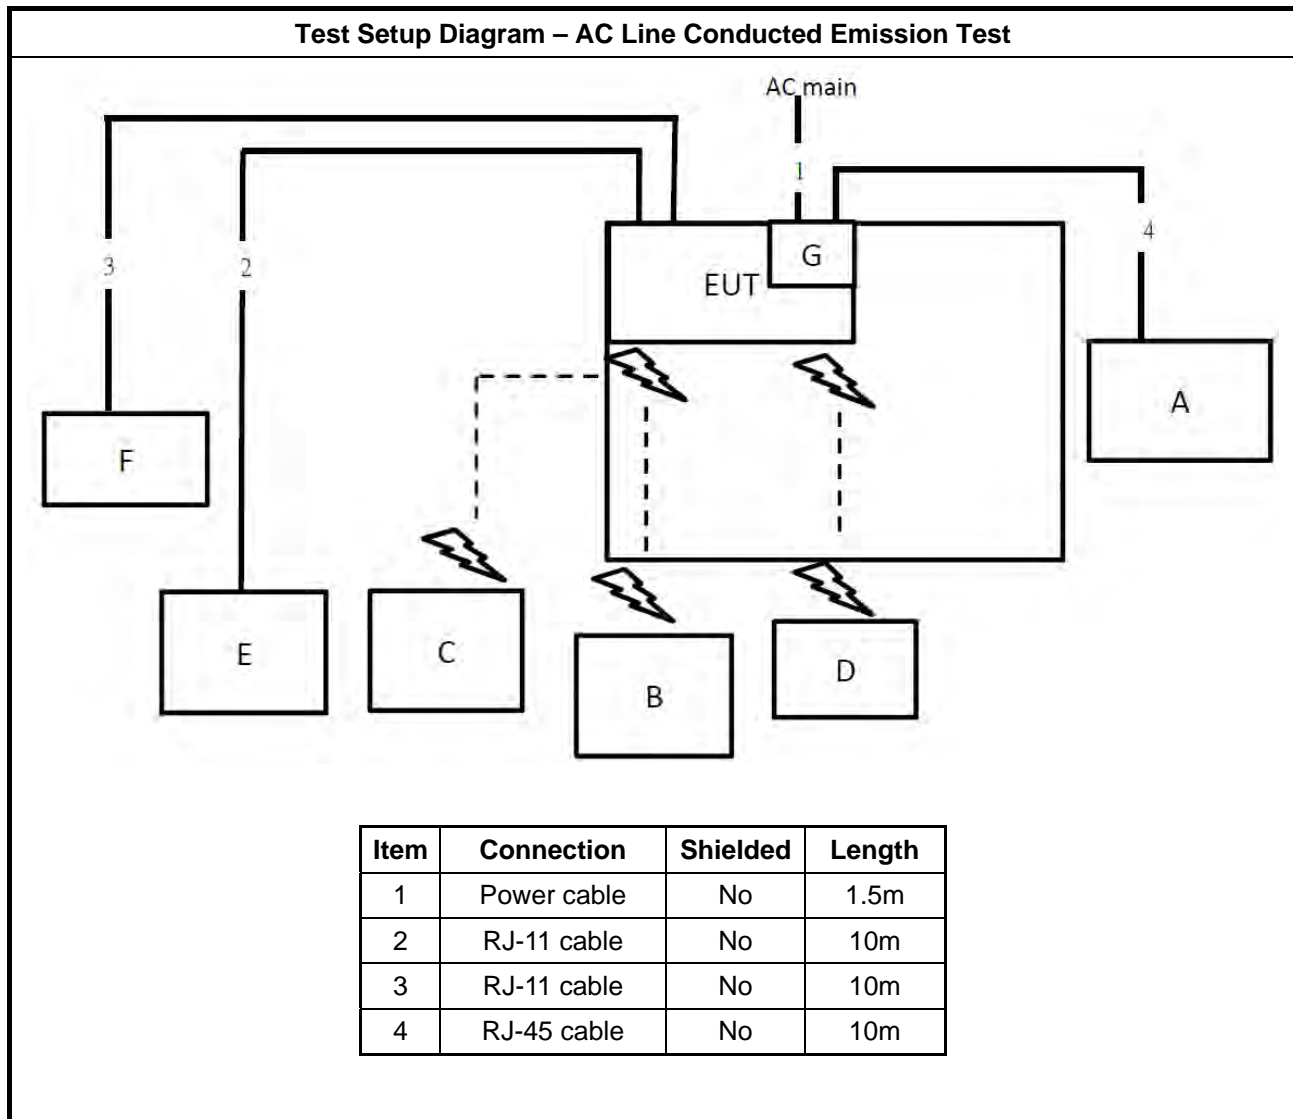 Test Setup Diagram – AC Line Conducted Emission Test
AC main
1
4
3
2
G
EUT
A
F
E
C
B
D
Item Connection Shielded Length
1 Power cable No 1.5m
2 RJ-11 cable No 10m
3 RJ-11 cable No 10m
4 RJ-45 cable No 10m